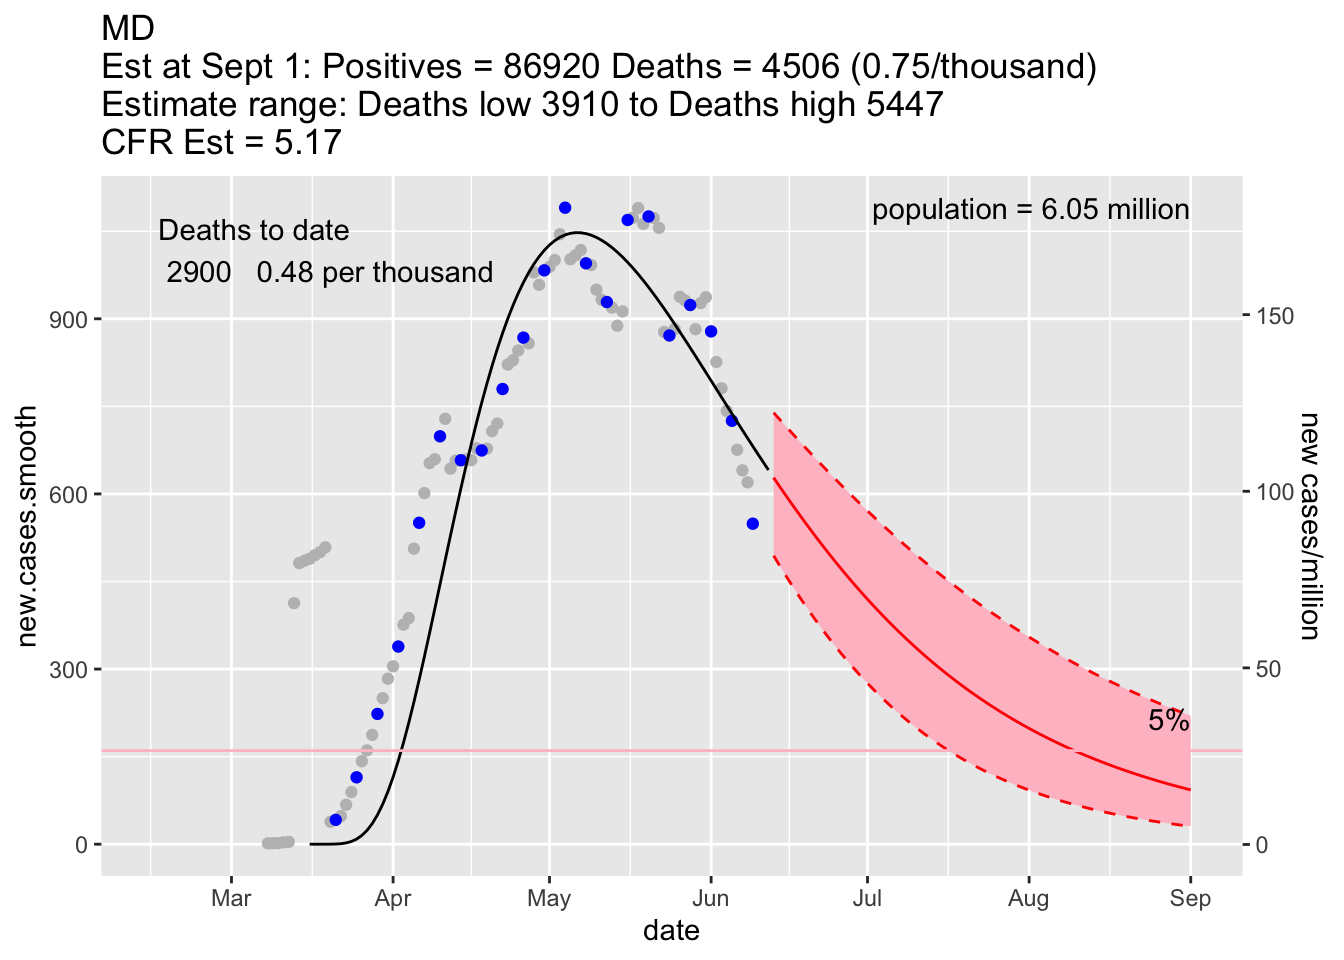 MD
Est at Sept 1: Positives = 86920 Deaths = 4506 (0.75/thousand)
Estimate range: Deaths low 3910 to Deaths high 5447
CFR Est = 5.17
population = 6.05 million
Deaths to date
2900 0.48 per thousand
900
600
300
0
150
100
50
0
new.cases.smooth
new cases/million
5%
Mar Apr May Jun Jul Aug Sep
date